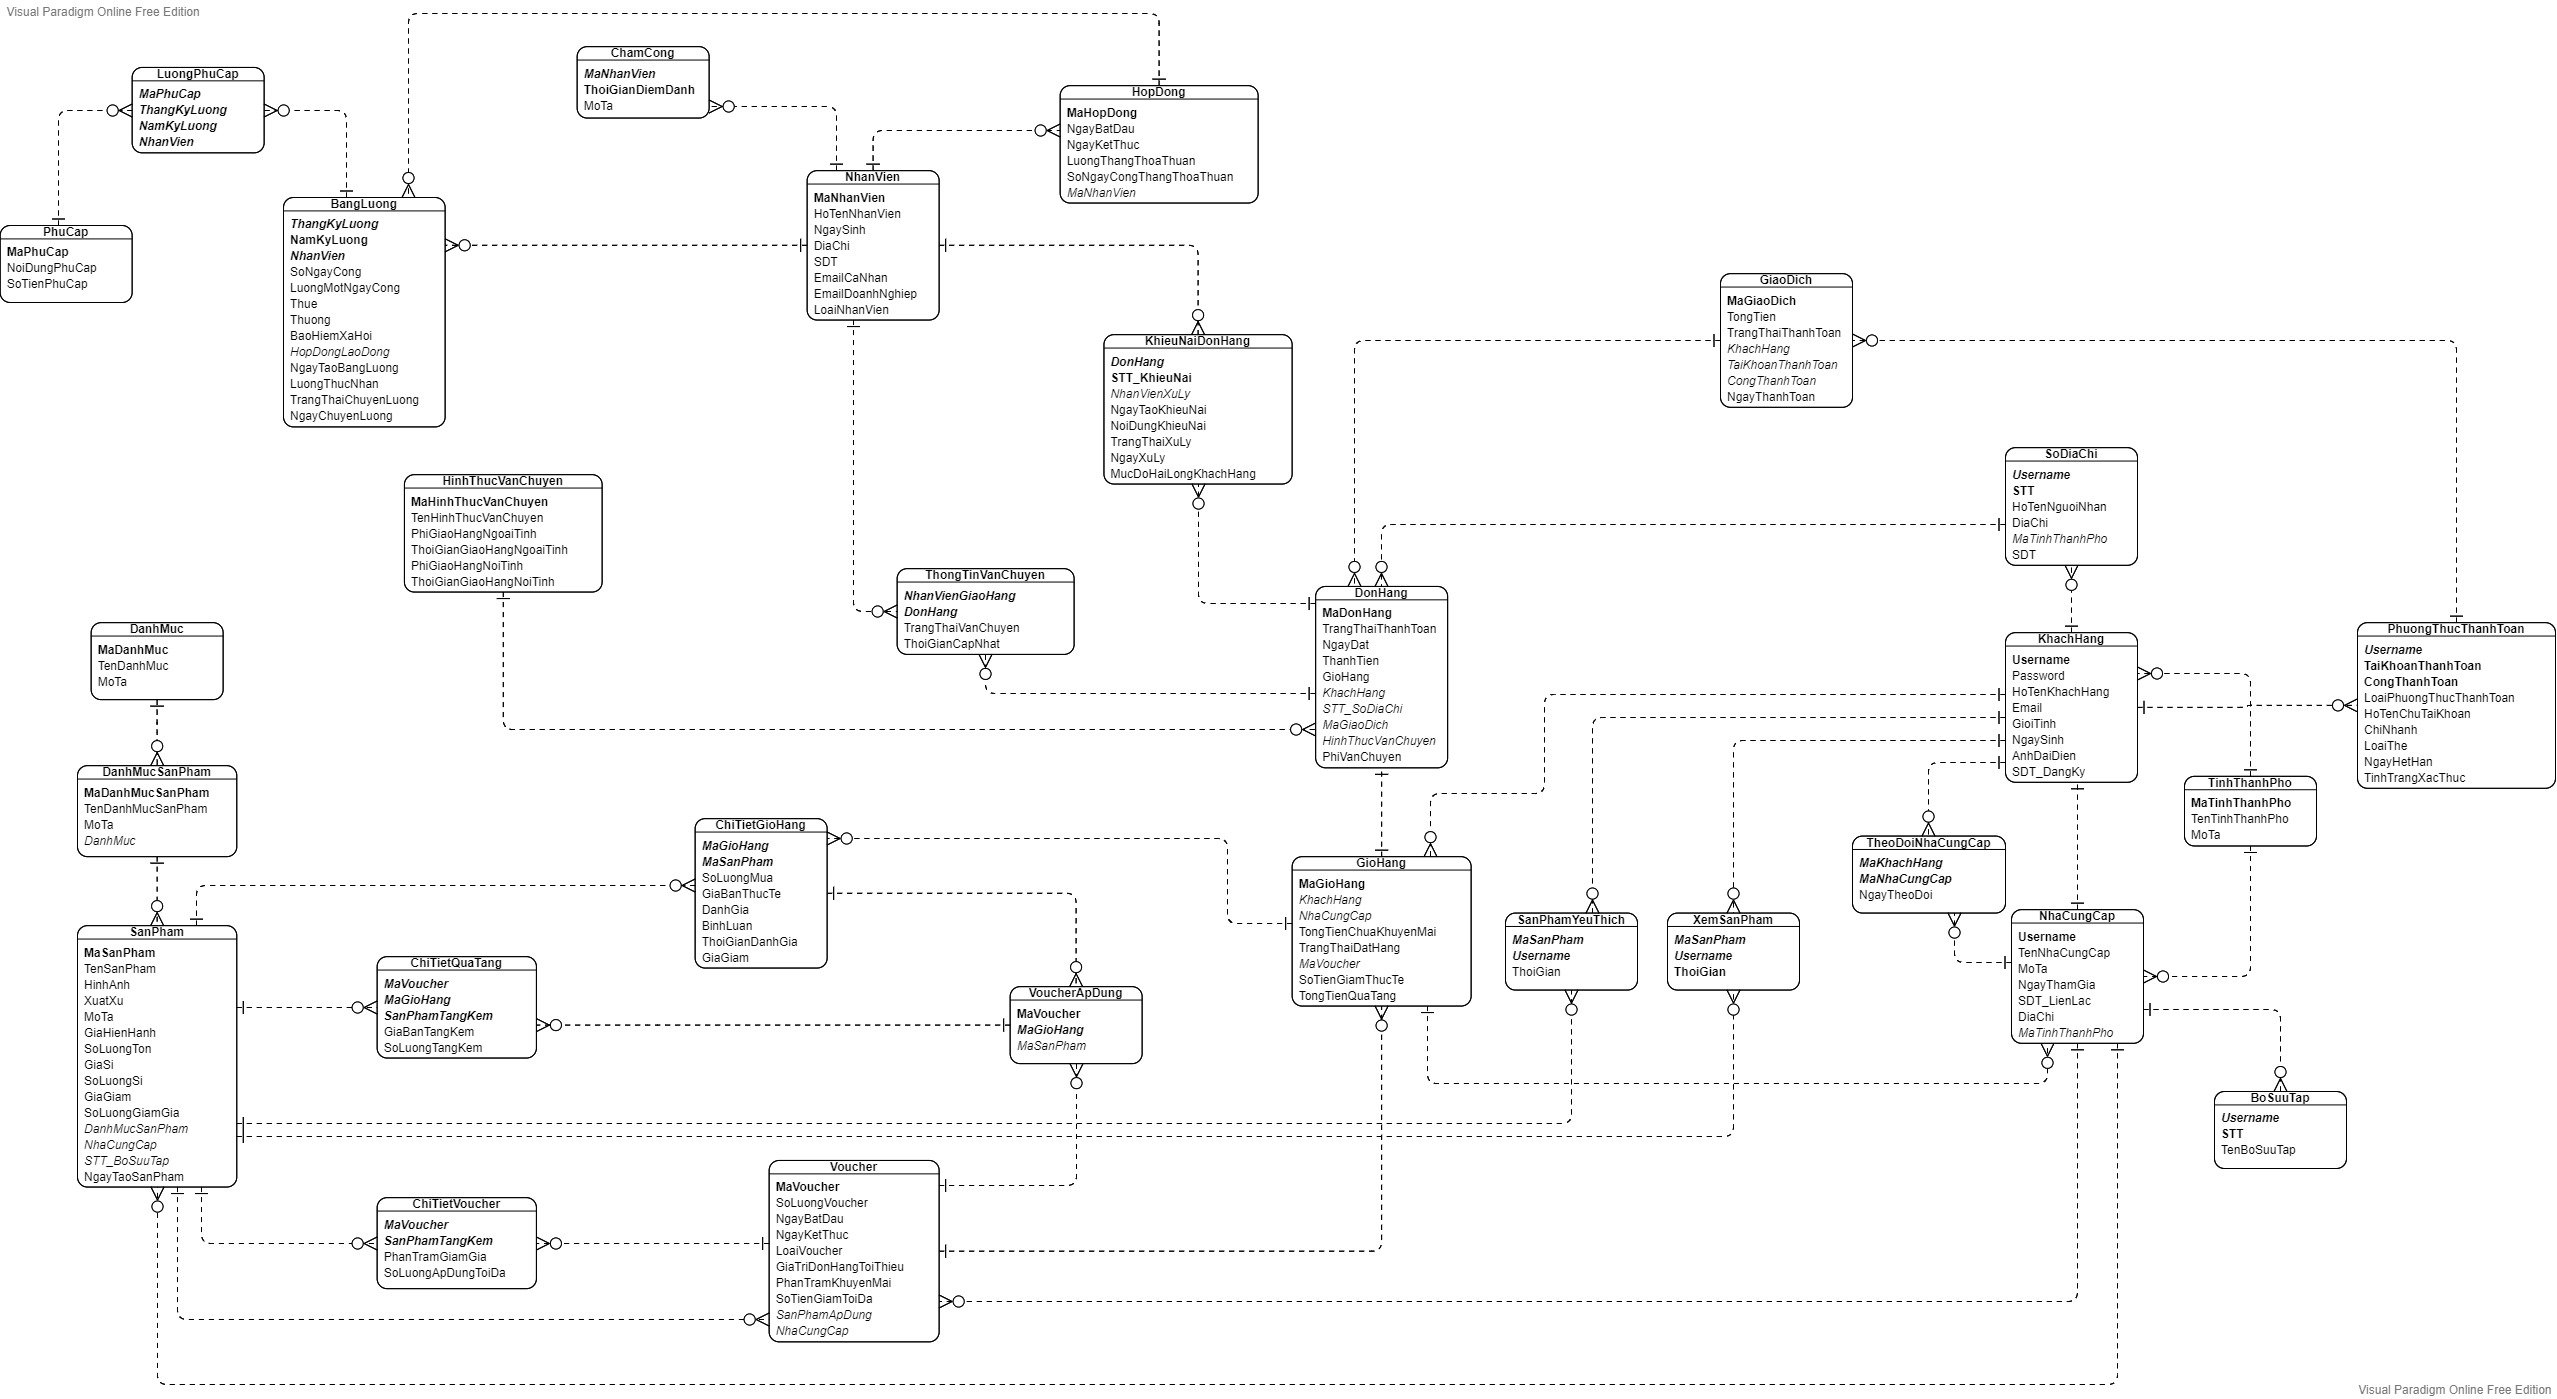 Visual Paradigm Online Free Edition
LuongPhuCap
MaPhuCap
ThangKyLuong
NamKyLuong
NhanVien
ChamCong
MaNhanVien
ThoiGianDiemDanh
MoTa
HopDong
MaHopDong
NgayBatDau
NgayKetThuc
LuongThangThoaThuan
SoNgayCongThangThoaThuan
MaNhanVien
PhuCap
MaPhuCap
NoiDungPhuCap
SoTienPhuCap
BangLuong
ThangKyLuong
NamKyLuong
NhanVien
SoNgayCong
LuongMotNgayCong
Thue
Thuong
BaoHiemXaHoi
HopDongLaoDong
NgayTaoBangLuong
LuongThucNhan
TrangThaiChuyenLuong
NgayChuyenLuong
NhanVien
MaNhanVien
HoTenNhanVien
NgaySinh
DiaChi
SDT
EmailCaNhan
EmailDoanhNghiep
LoaiNhanVien
KhieuNaiDonHang
DonHang
STT_KhieuNai
NhanVienXuLy
NgayTaoKhieuNai
NoiDungKhieuNai
TrangThaiXuLy
NgayXuLy
MucDoHaiLongKhachHang
GiaoDich
MaGiaoDich
TongTien
TrangThaiThanhToan
KhachHang
TaiKhoanThanhToan
CongThanhToan
NgayThanhToan
SoDiaChi
Username
STT
HoTenNguoiNhan
DiaChi
MaTinhThanhPho
SDT
HinhThucVanChuyen
MaHinhThucVanChuyen
TenHinhThucVanChuyen
PhiGiaoHangNgoaiTinh
ThoiGianGiaoHangNgoaiTinh
PhiGiaoHangNoiTinh
ThoiGianGiaoHangNoiTinh
ThongTinVanChuyen
NhanVienGiaoHang
DonHang
TrangThaiVanChuyen
ThoiGianCapNhat
DonHang
MaDonHang
TrangThaiThanhToan
NgayDat
ThanhTien
GioHang
KhachHang
STT_SoDiaChi
MaGiaoDich
HinhThucVanChuyen
PhiVanChuyen
KhachHang
Username
Password
HoTenKhachHang
Email
GioiTinh
NgaySinh
AnhDaiDien
SDT_DangKy
PhuongThucThanhToan
Username
TaiKhoanThanhToan
CongThanhToan
LoaiPhuongThucThanhToan
HoTenChuTaiKhoan
ChiNhanh
LoaiThe
NgayHetHan
TinhTrangXacThuc
DanhMuc
MaDanhMuc
TenDanhMuc
MoTa
DanhMucSanPham
MaDanhMucSanPham
TenDanhMucSanPham
MoTa
DanhMuc
TinhThanhPho
MaTinhThanhPho
TenTinhThanhPho
MoTa
ChiTietGioHang
MaGioHang
MaSanPham
SoLuongMua
GiaBanThucTe
DanhGia
BinhLuan
ThoiGianDanhGia
GiaGiam
GioHang
MaGioHang
KhachHang
NhaCungCap
TongTienChuaKhuyenMai
TrangThaiDatHang
MaVoucher
SoTienGiamThucTe
TongTienQuaTang
TheoDoiNhaCungCap
MaKhachHang
MaNhaCungCap
NgayTheoDoi
SanPhamYeuThich
MaSanPham
Username
ThoiGian
XemSanPham
MaSanPham
Username
ThoiGian
NhaCungCap
Username
TenNhaCungCap
MoTa
NgayThamGia
SDT_LienLac
DiaChi
MaTinhThanhPho
SanPham
MaSanPham
TenSanPham
HinhAnh
XuatXu
MoTa
GiaHienHanh
SoLuongTon
GiaSi
SoLuongSi
GiaGiam
SoLuongGiamGia
DanhMucSanPham
NhaCungCap
STT_BoSuuTap
NgayTaoSanPham
ChiTietQuaTang
MaVoucher
MaGioHang
SanPhamTangKem
GiaBanTangKem
SoLuongTangKem
VoucherApDung
MaVoucher
MaGioHang
MaSanPham
BoSuuTap
Username
STT
TenBoSuuTap
ChiTietVoucher
MaVoucher
SanPhamTangKem
PhanTramGiamGia
SoLuongApDungToiDa
Voucher
MaVoucher
SoLuongVoucher
NgayBatDau
NgayKetThuc
LoaiVoucher
GiaTriDonHangToiThieu
PhanTramKhuyenMai
SoTienGiamToiDa
SanPhamApDung
NhaCungCap
Visual Paradigm Online Free Edition